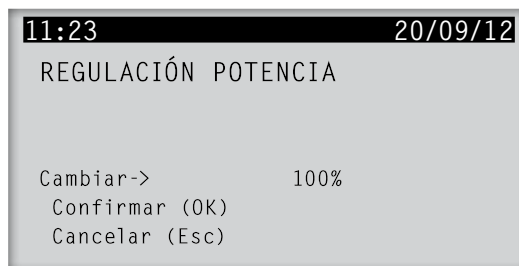 11:23 20/09/12
REGULACIÓN POTENCIA
Cambiar-> 100%
Confirmar (OK)
Cancelar (Esc)